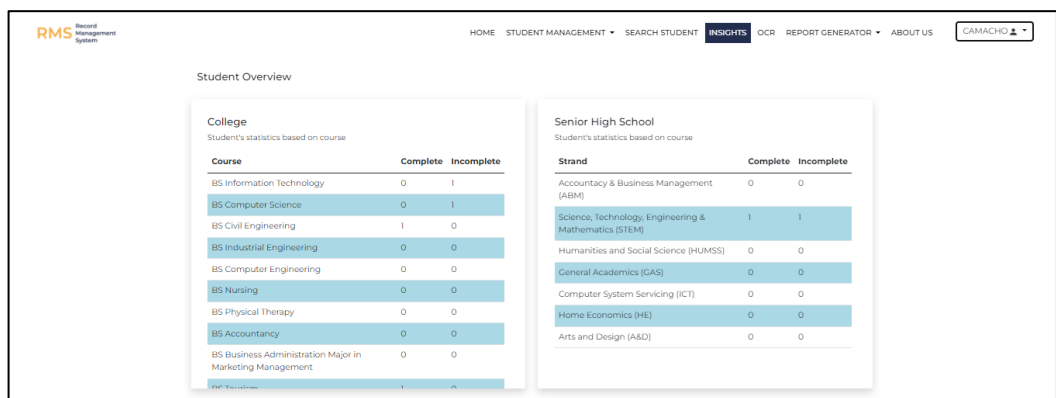 RMS Record
Management
System
HOME STUDENT MANAGEMENT SEARCH STUDENT INSIGHTS OCR REPORT GENERATOR ABOUT US CAMACHO
Student Overview
College
Student's statistics based on course
Course Complete Incomplete
BS Information Technology 0 1
BS Computer Science 0 1
BS Civil Engineering 1 0
BS Industrial Engineering 0 0
BS Computer Engineering 0 0
BS Nursing 0 0
BS Physical Therapy 0 0
BS Accountancy 0 0
BS Business Administration Major in 0 0
Marketing Management
BS Tourism 1 0
Senior High School
Student's statistics based on course
Strand Complete Incomplete
Accountacy & Business Management 0 0
(ABM)
Science, Technology, Engineering & 1 1
Mathematics (STEM)
Humanities and Social Science (HUMSS) 0 0
General Academics (GAS) 0 0
Computer System Servicing (ICT) 0 0
Home Economics (HE) 0 0
Arts and Design (A&D) 0 0